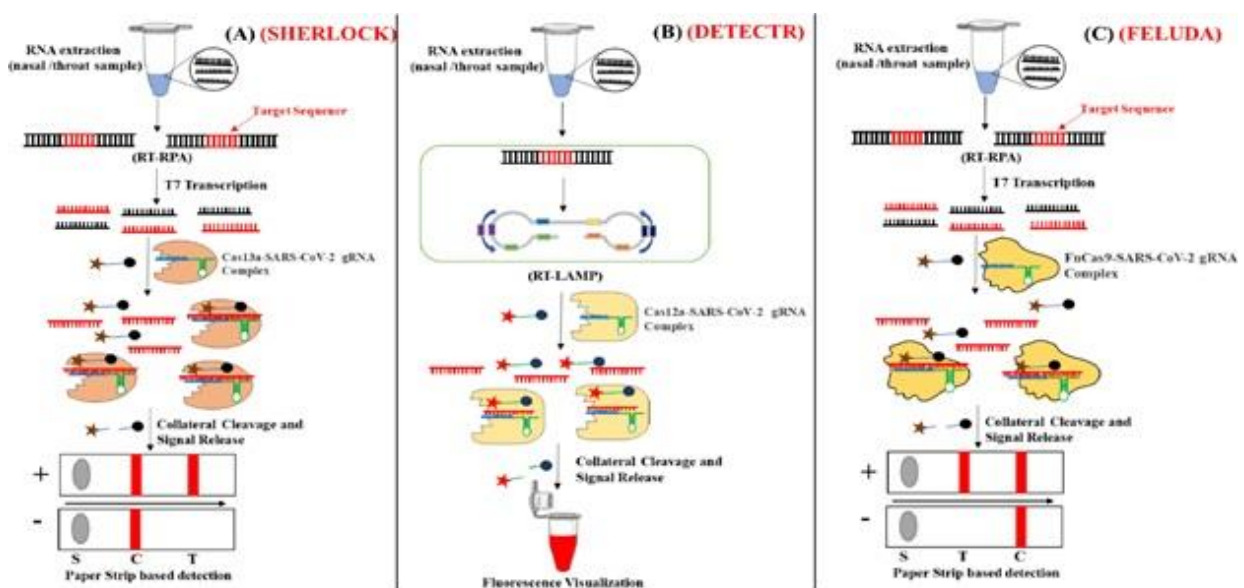 (A) (SHERLOCK)
RNA extraction
(nasal /throat sample)
Target Sequence
(RT-RPA)
T7 Transcription
Cas13a-SARS-CoV-2 gRNA
Complex
Collateral Cleavage and
Signal Release
+
-
S C T
Paper Strip based detection
(B) (DETECTR)
RNA extraction
(nasal /throat sample)
(RT-LAMP)
Cas12a-SARS-CoV-2 gRNA
Complex
Collateral Cleavage and
Signal Release
Fluorescence Visualization
(C) (FELUDA)
RNA extraction
(nasal /throat sample)
Target Sequence
(RT-RPA)
T7 Transcription
FnCas9-SARS-CoV-2 gRNA
Complex
Collateral Cleavage and
Signal Release
+
-
S T C
Paper Strip based detection